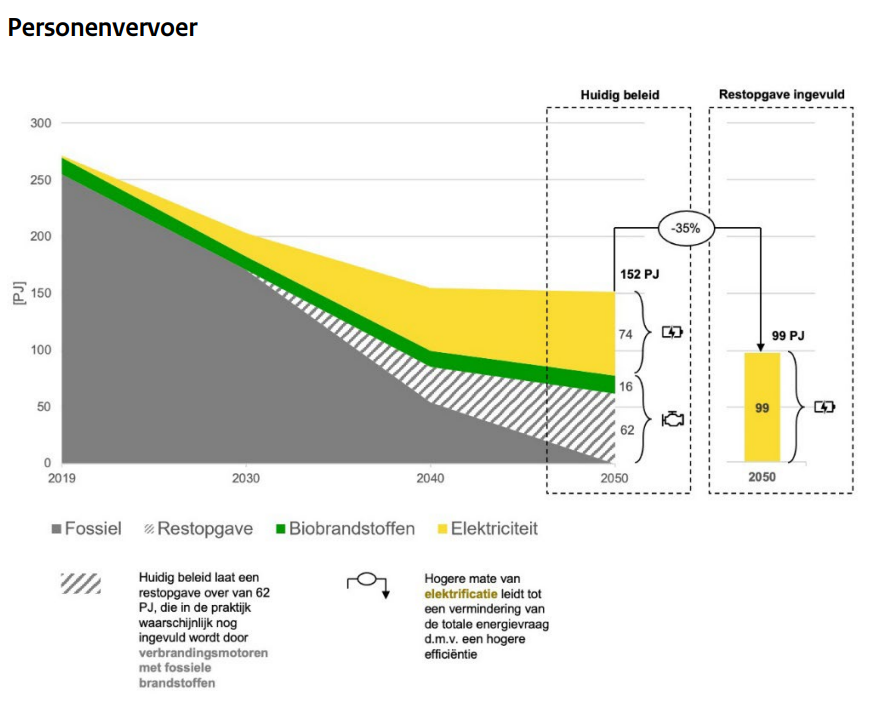 Personenvervoer
Huidig beleid
Restopgave ingevuld
300
250
200
150
100
50
0
[PJ]
-35%
152 PJ
74
16
62
99 PJ
99
2019
2030
2040
2050
2050
Fossiel
Restopgave
Biobrandstoffen
Elektriciteit
Huidig beleid laat een
restopgave over van 62
PJ, die in de praktijk
waarschijnlijk nog
ingevuld wordt door
verbrandingsmotoren
met fossiele
brandstoffen
Hogere mate van
elektrificatie leidt tot
een vermindering van
de totale energievraag
d.m.v. een hogere
efficiëntie